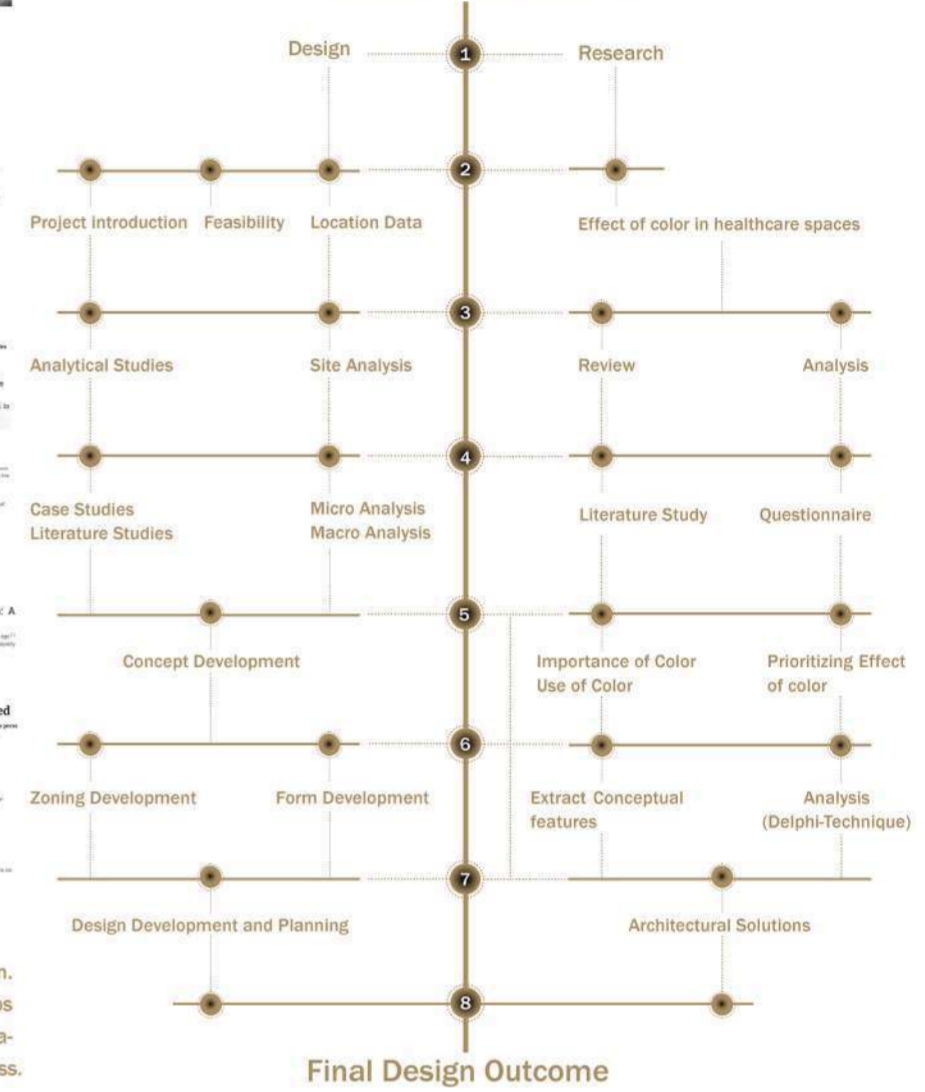 Design
1
Research
2
Project introduction
Feasibility
Location Data
Effect of color in healthcare spaces
3
Analytical Studies
Site Analysis
Review
Analysis
4
Case Studies
Literature Studies
Micro Analysis
Macro Analysis
Literature Study
Questionnaire
5
Concept Development
Importance of Color
Use of Color
Prioritizing Effect
of color
6
Zoning Development
Form Development
Extract Conceptual
features
Analysis
(Delphi-Technique)
7
Design Development and Planning
Architectural Solutions
8
Final Design Outcome